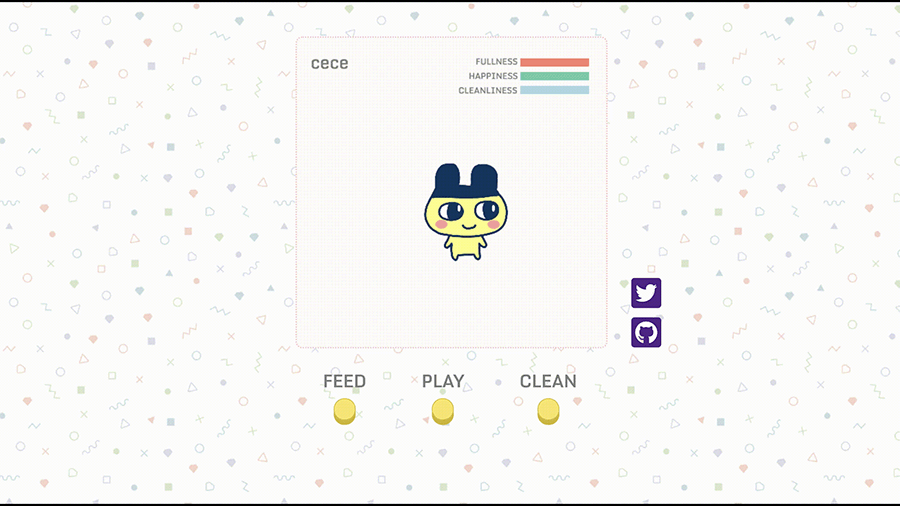 cece
FULLNESS
HAPPINESS
CLEANLINESS
FEED PLAY CLEAN